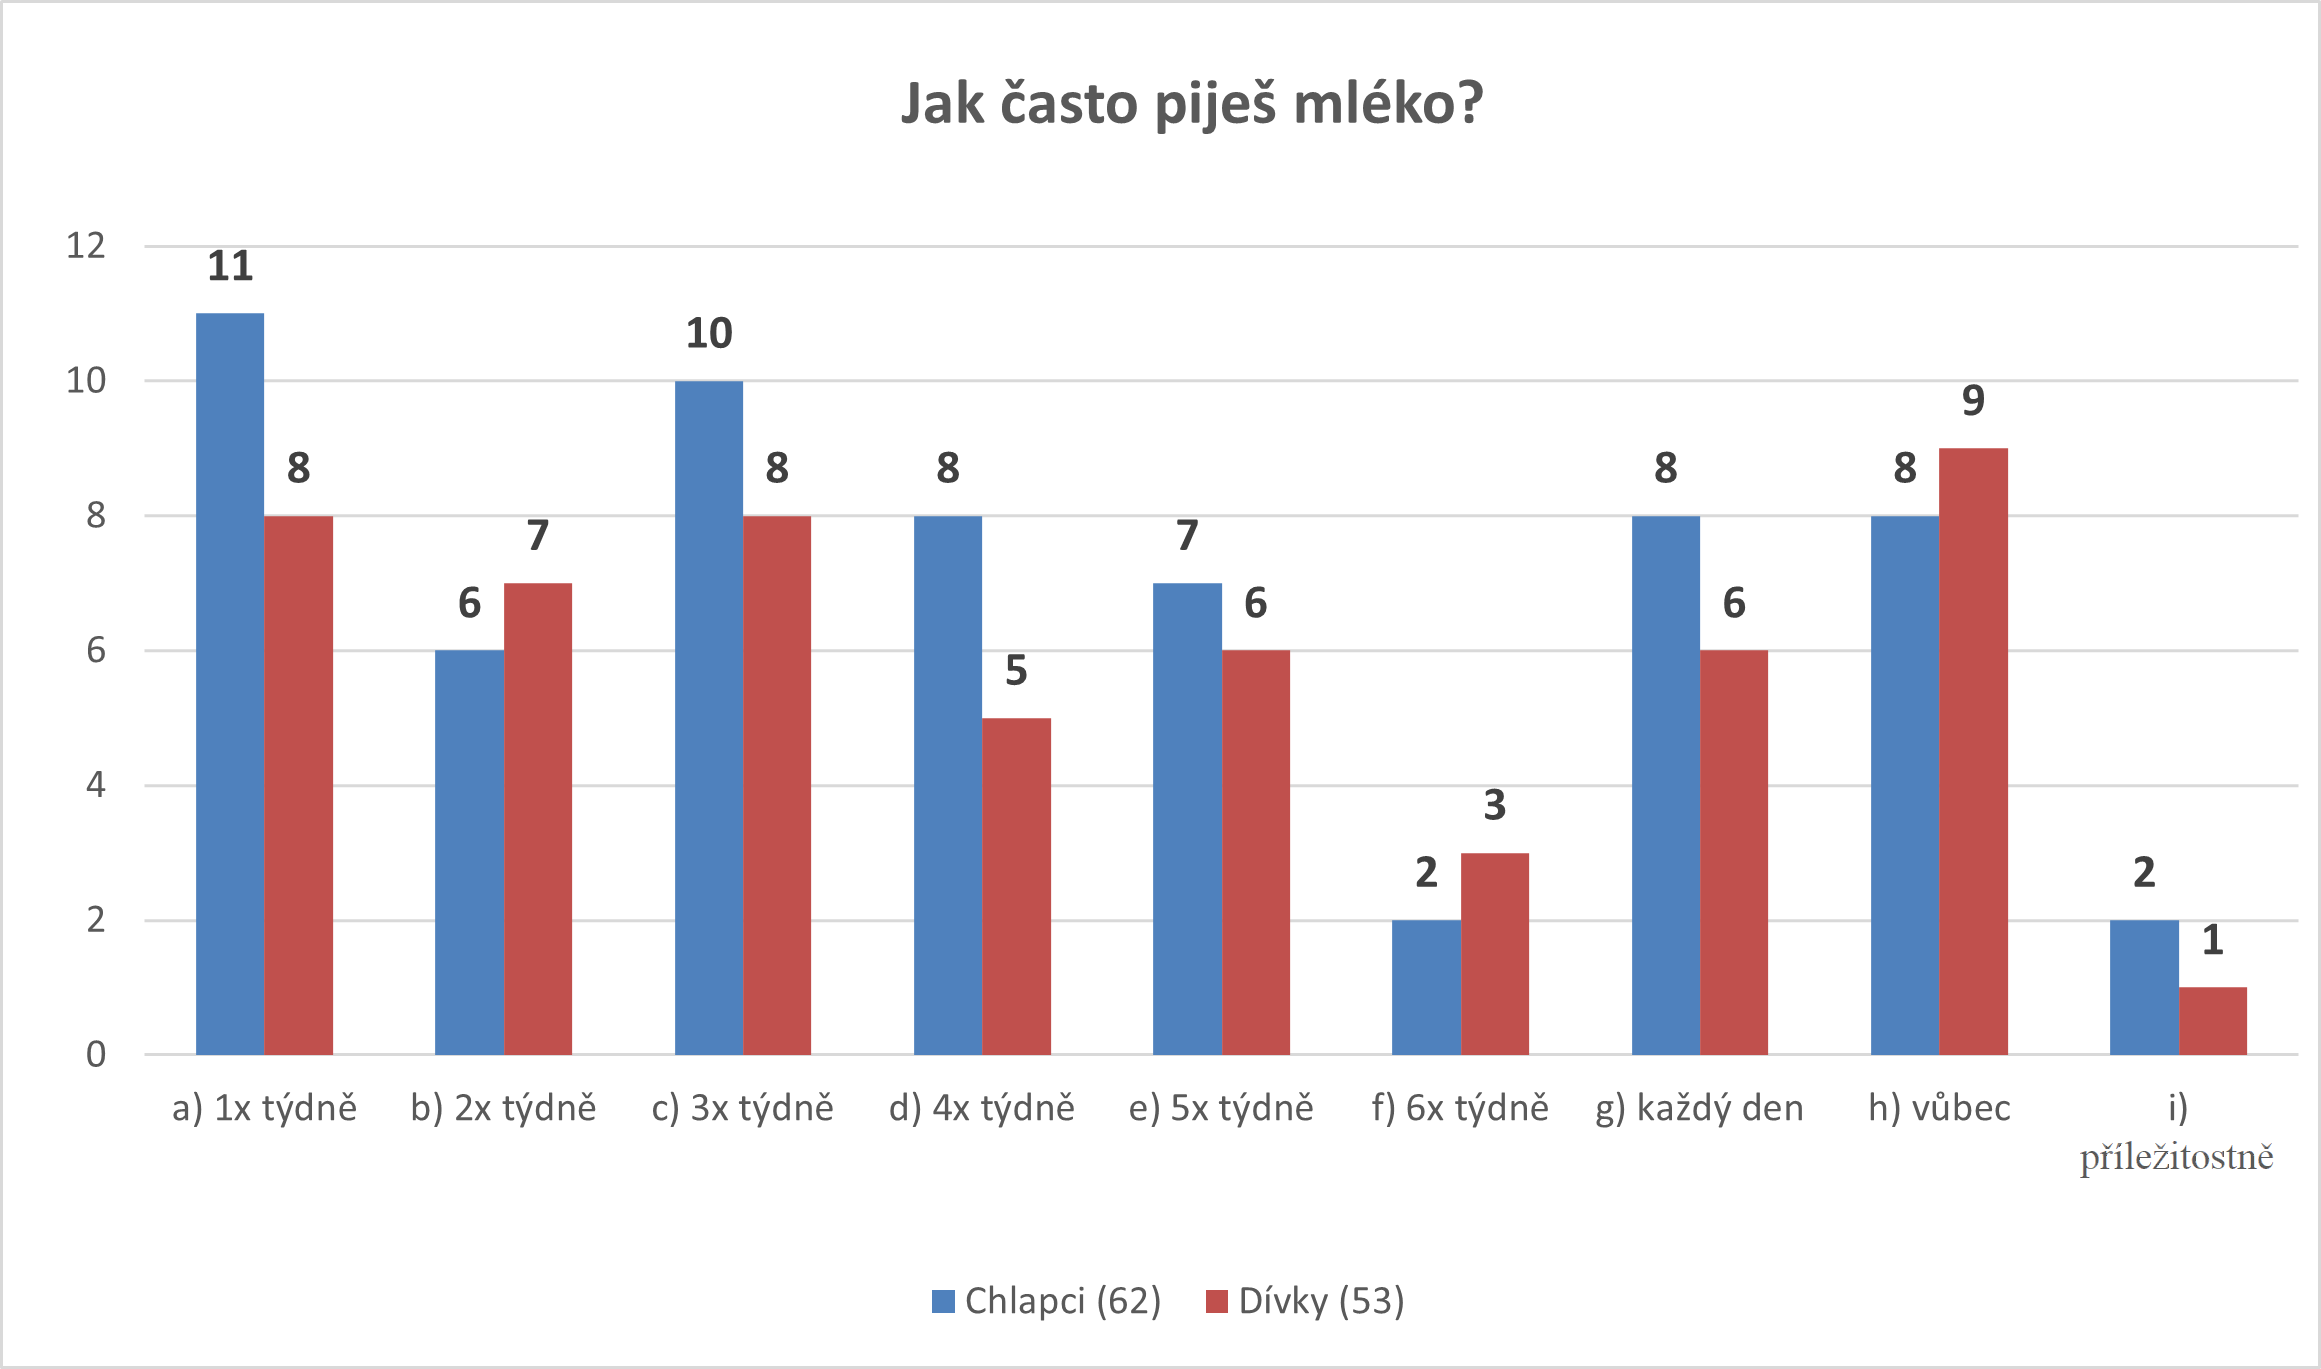 Jak často piješ mléko?
12
10
8
6
4
2
0
11
8
6
7
10
8
8
5
7
6
2
3
8
6
8
9
2
1
a) 1x týdně
b) 2x týdně
c) 3x týdně
d) 4x týdně
e) 5x týdně
f) 6x týdně
g) každý den
h) vůbec
i)
příležitostně
Chlapci (62)
Dívky (53)